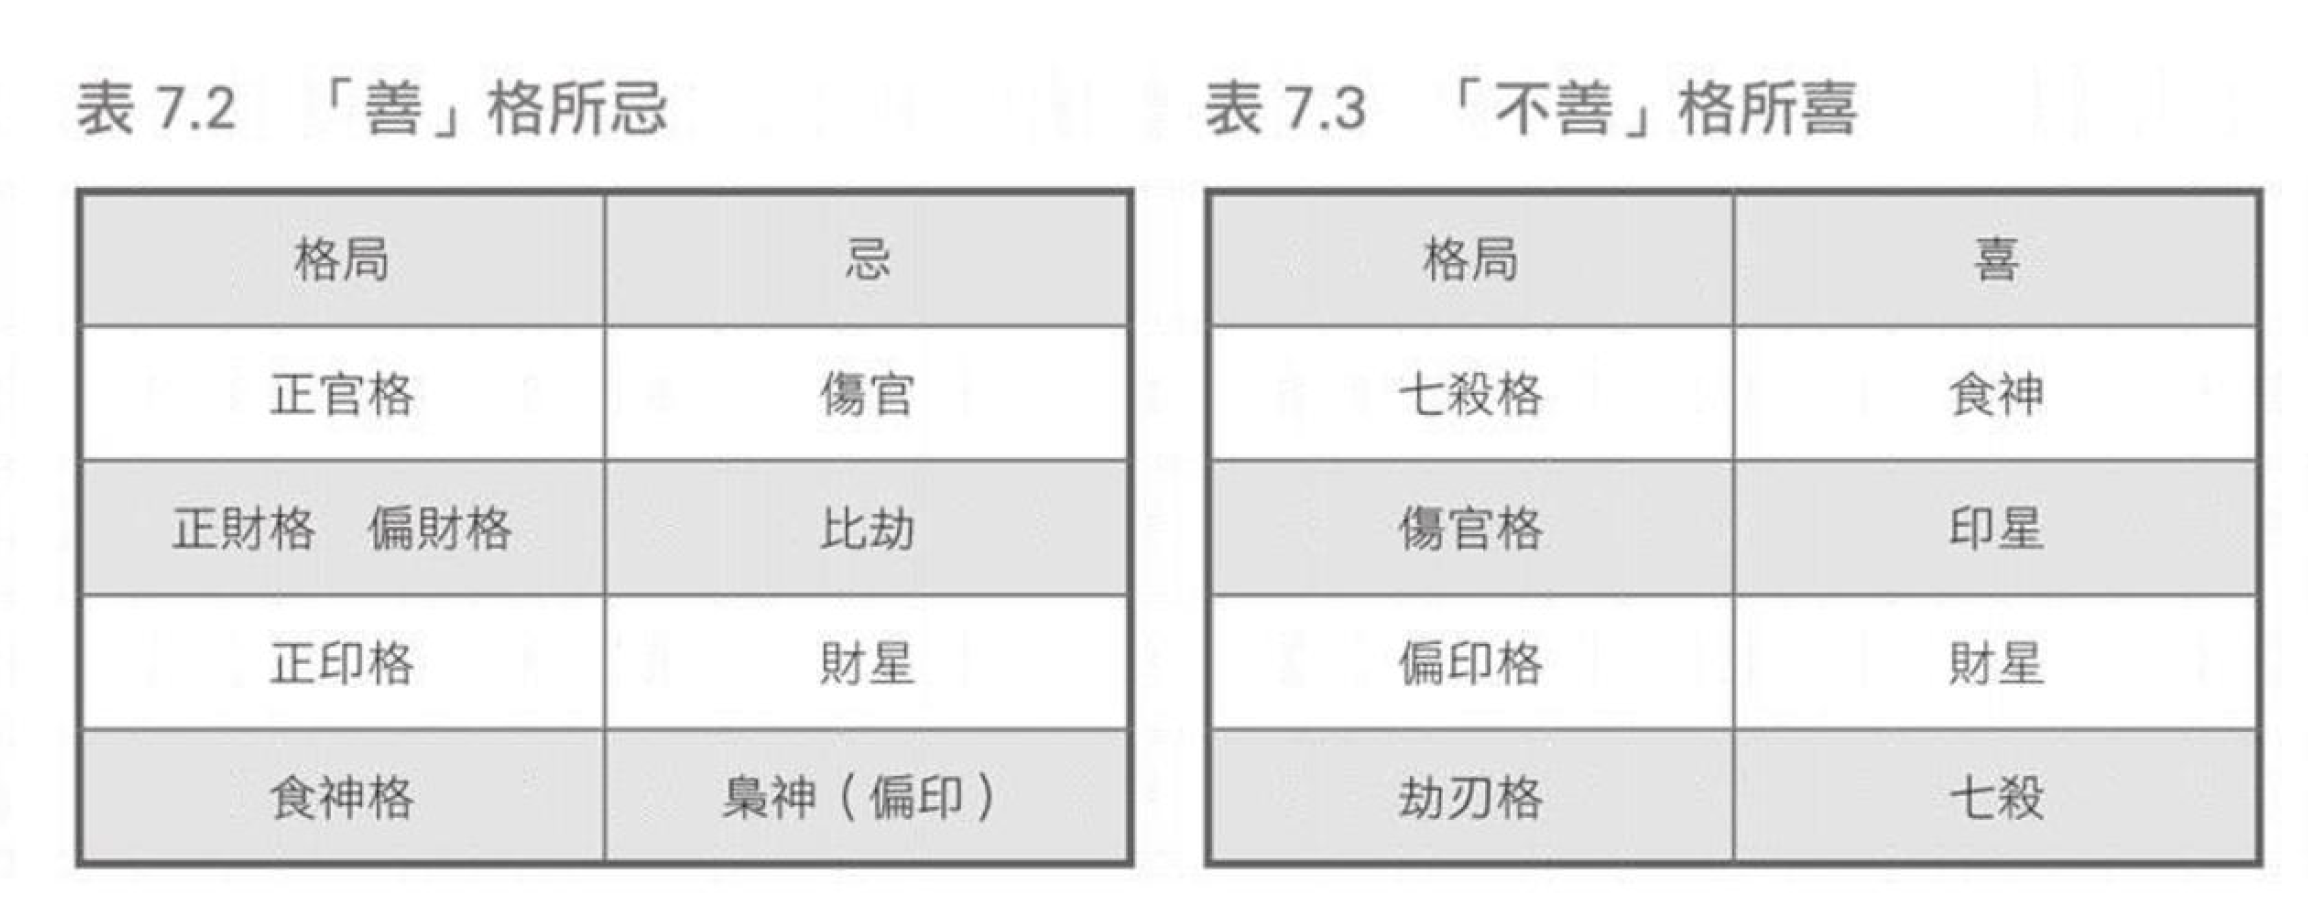 表 7.2 「善」格所忌
格局 忌
正官格 傷官
正財格 偏財格 比劫
正印格 財星
食神格 梟神（偏印）
表 7.3 「不善」格所喜
格局 喜
七殺格 食神
傷官格 印星
偏印格 財星
劫刃格 七殺